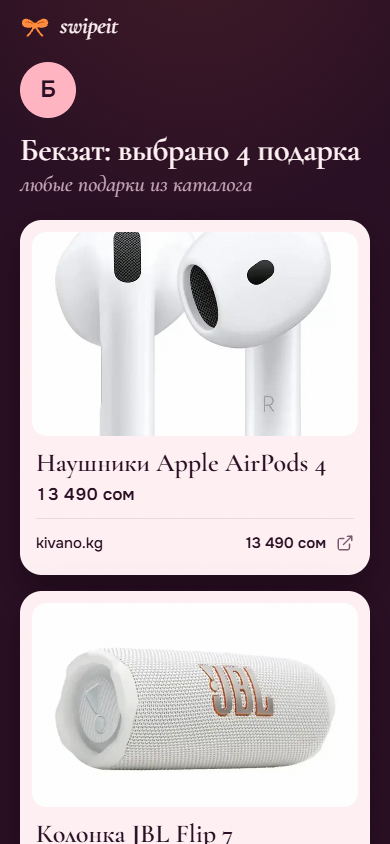 swipeit
Б
Бекзат: выбрано 4 подарка
любые подарки из каталога
R
Наушники Apple AirPods 4
13 490 сом
kivano.kg 13 490 сом
JBL
Колонка JBL Flip 7